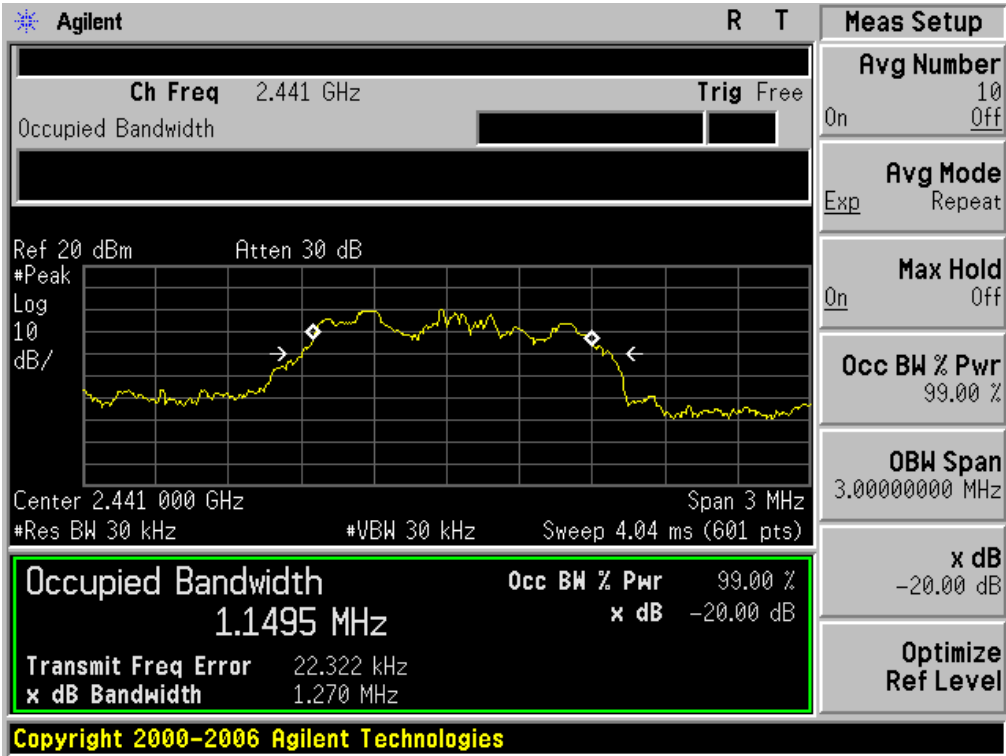 Agilent R T
Ch Freq 2.441 GHz Trig Free
Occupied Bandwidth
Ref 20 dBm Atten 30 dB
#Peak
Log
10
dB/
Center 2.441 000 GHz Span 3 MHz
#Res BW 30 kHz #VBW 30 kHz Sweep 4.04 ms (601 pts)
Occupied Bandwidth Occ BW % Pwr 99.00 %
1.1495 MHz x dB -20.00 dB
Transmit Freq Error 22.322 kHz
x dB Bandwidth 1.270 MHz
Copyright 2000-2006 Agilent Technologies
Meas Setup
Avg Number
10
On Off
Avg Mode
Exp Repeat
Max Hold
On Off
Occ BW % Pwr
99.00 %
OBW Span
3.00000000 MHz
x dB
-20.00 dB
Optimize
Ref Level